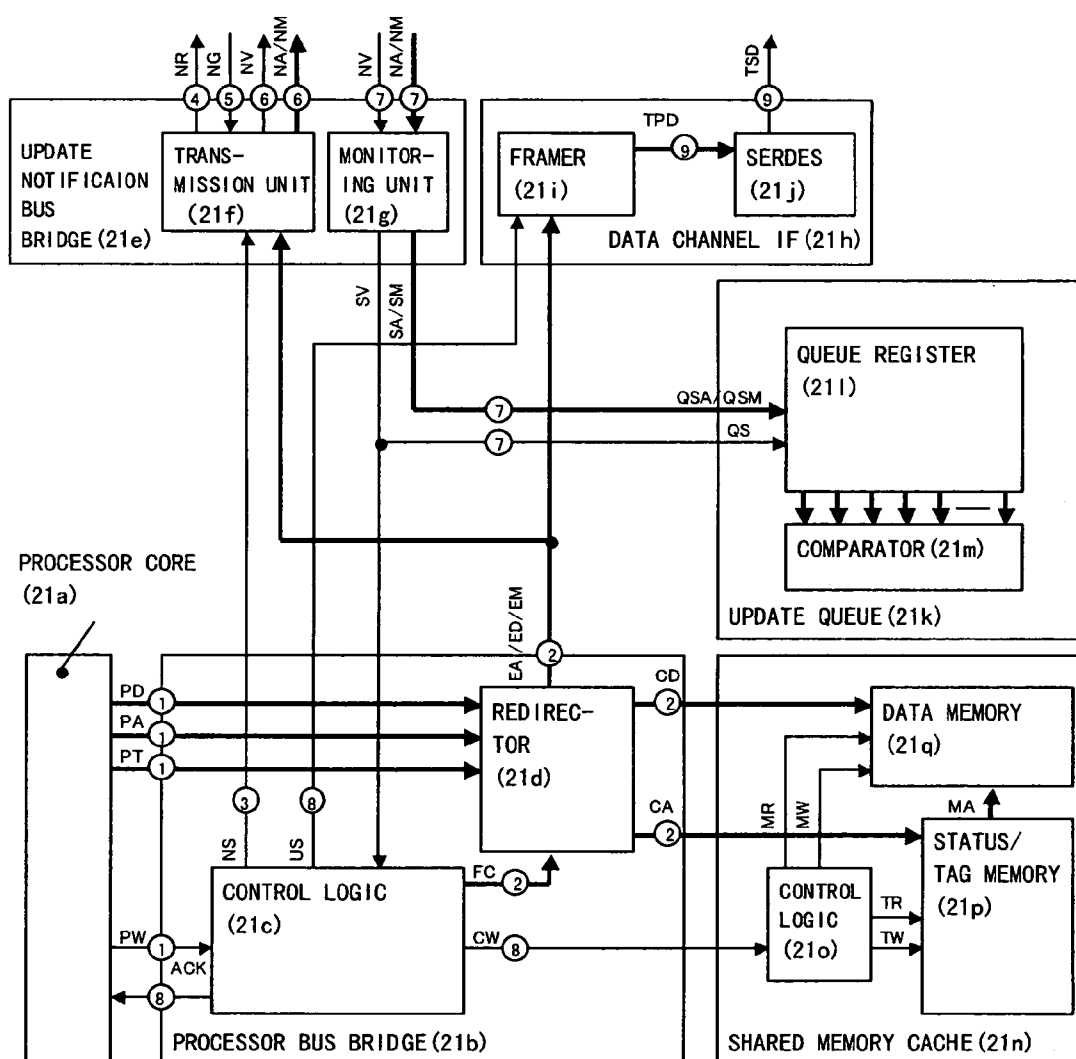 NR
NG
NV
NA/NM
NV
NA/NM
TSD
4
5
6
6
7
7
9
UPDATE
NOTIFICAION
BUS
BRIDGE(21e)
TRANS-
MISSION UNIT
(21f)
MONITOR-
ING UNIT
(21g)
FRAMER
(21i)
TPD
9
SERDES
(21j)
DATA CHANNEL IF(21h)
SV
SA/SM
QUEUE REGISTER
(21l)
7
QSA/QSM
7
QS
COMPARATOR(21m)
UPDATE QUEUE(21k)
PROCESSOR CORE
(21a)
EA/ED/EM
2
PD
1
PA
1
PT
1
REDIREC-
TOR
(21d)
CD
2
DATA MEMORY
(21q)
3
NS
8
US
CA
2
MR
MW
MA
STATUS/
TAG MEMORY
(21p)
FC
2
CONTROL LOGIC
(21c)
CONTROL
LOGIC
(21o)
TR
TW
PW
1
ACK
8
CW
8
PROCESSOR BUS BRIDGE(21b)
SHARED MEMORY CACHE(21n)